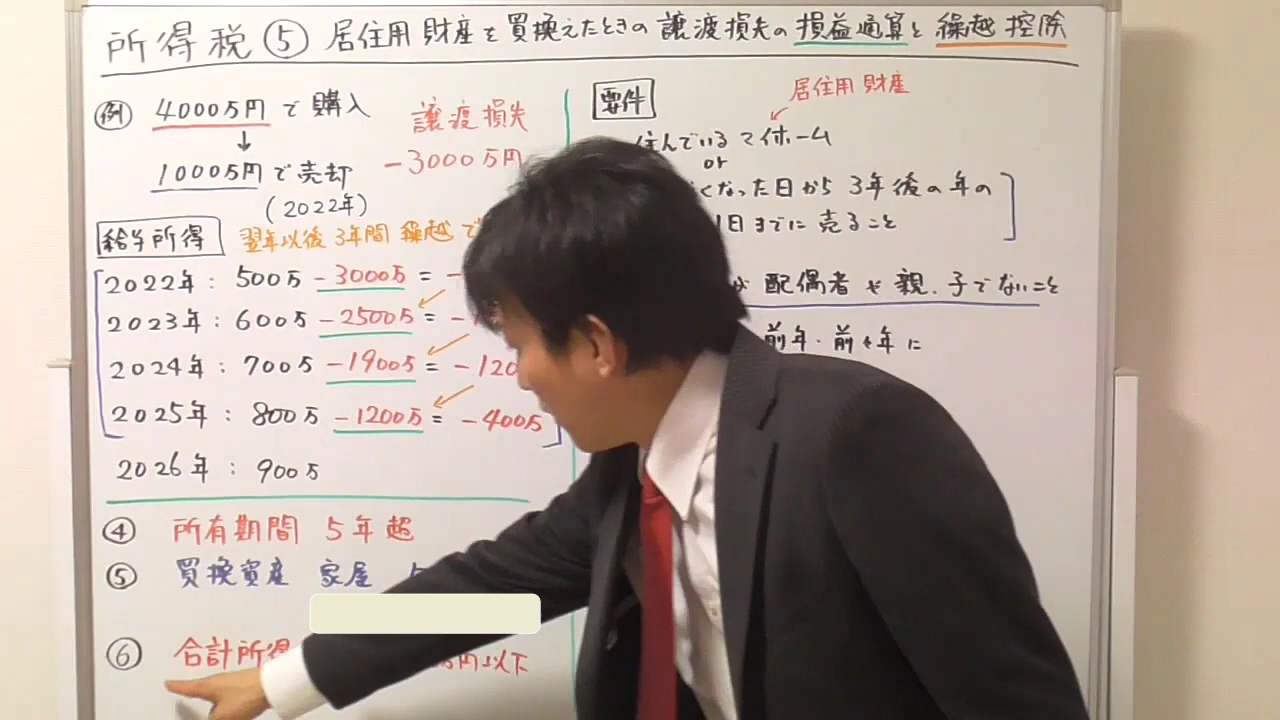 所得税⑤ 居住用財産を買換えたときの譲渡損失の損益通算と繰越控除
例 4000万円で購入
↓
1000万円で売却
(2022年)
譲渡損失
-3000万円
給与所得 翌年以後3年間繰越で
2022年: 500万-3000万= -
2023年: 600万-2500万= -
2024年: 700万-1900万= -120
2025年: 800万-1200万= -400万
2026年: 900万
④ 所有期間 5年超
⑤ 買換資産 家屋
⑥ 合計所得 万円以下
要件
居住用財産
住んでいるマイホーム
or
くなった日から3年後の年の
1日までに売ること
が配偶者や親、子でないこと
前年・前々年に